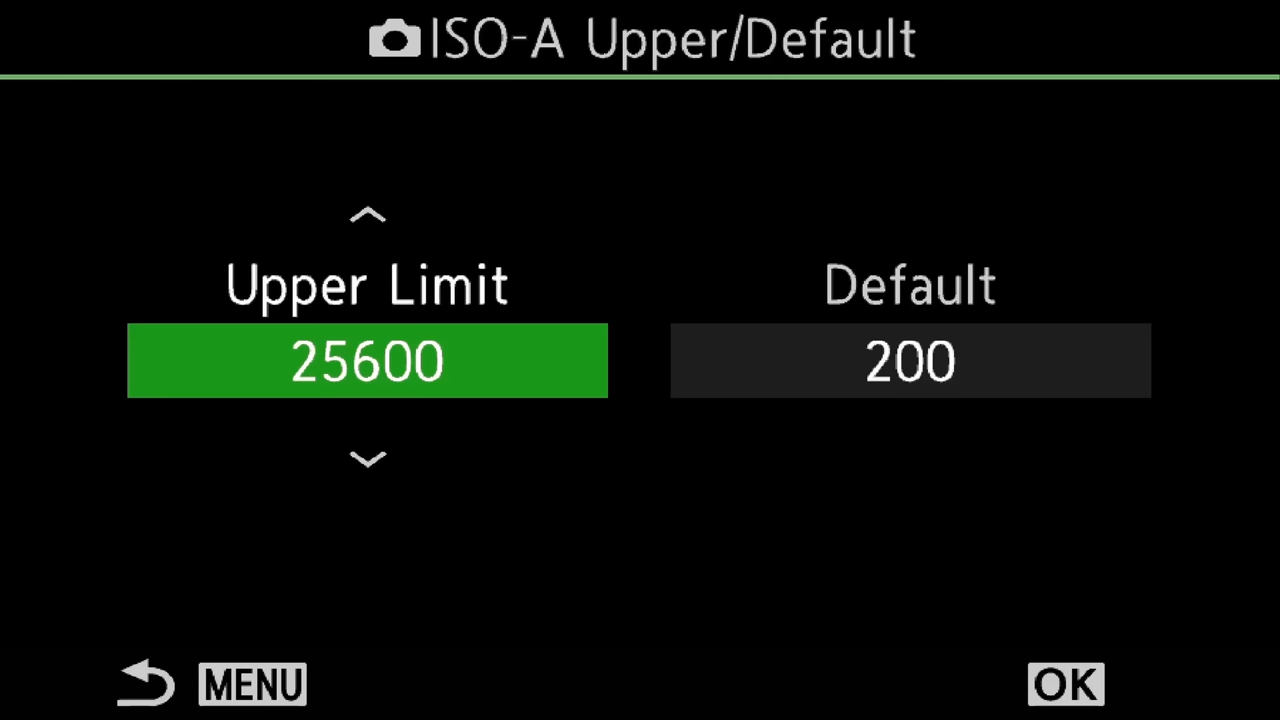 ISO-A Upper/Default
Upper Limit
Default
25600
200
MENU
OK